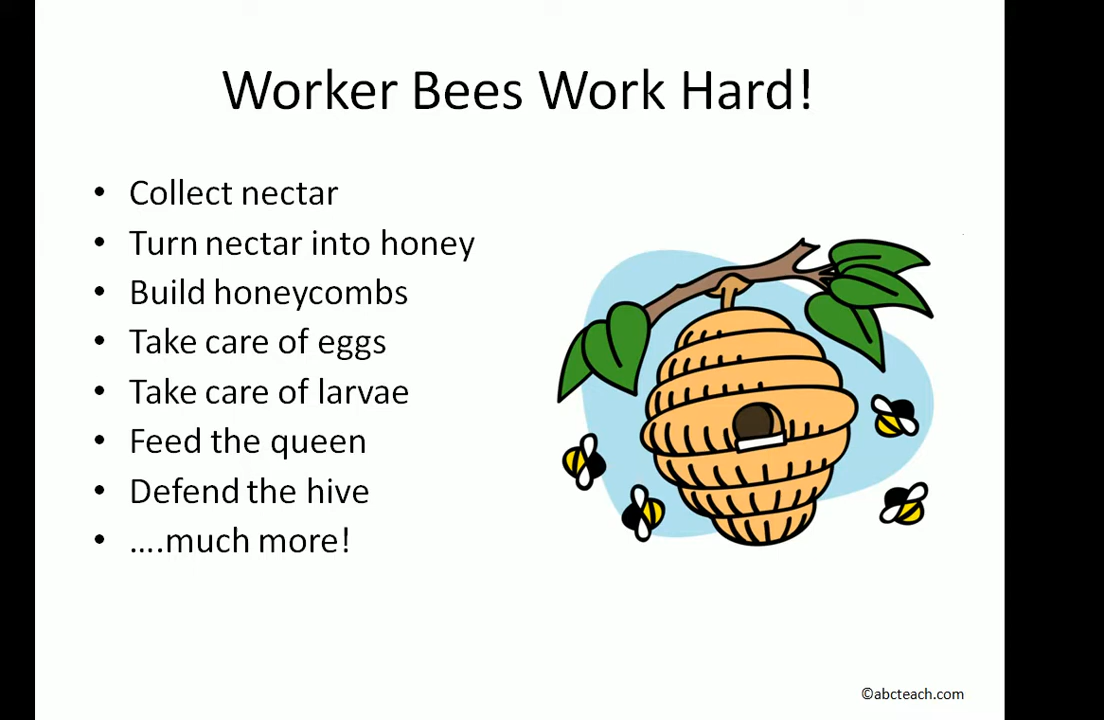 Worker Bees Work Hard!
• Collect nectar
• Turn nectar into honey
• Build honeycombs
• Take care of eggs
• Take care of larvae
• Feed the queen
• Defend the hive
• ….much more!
©abcteach.com